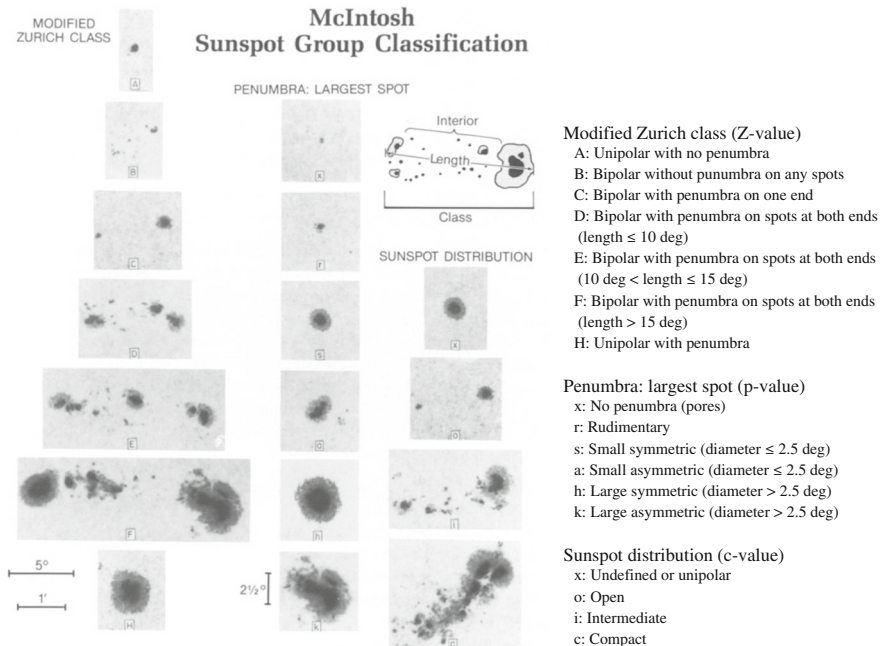 McIntosh
Sunspot Group Classification
MODIFIED
ZURICH CLASS
A
B
C
D
E
F
5°
1'
H
PENUMBRA: LARGEST SPOT
x
r
s
a
h
2½°
k
Interior
Length
Class
SUNSPOT DISTRIBUTION
x
o
i
c
Modified Zurich class (Z-value)
A: Unipolar with no penumbra
B: Bipolar without punumbra on any spots
C: Bipolar with penumbra on one end
D: Bipolar with penumbra on spots at both ends
(length ≤ 10 deg)
E: Bipolar with penumbra on spots at both ends
(10 deg < length ≤ 15 deg)
F: Bipolar with penumbra on spots at both ends
(length > 15 deg)
H: Unipolar with penumbra
Penumbra: largest spot (p-value)
x: No penumbra (pores)
r: Rudimentary
s: Small symmetric (diameter ≤ 2.5 deg)
a: Small asymmetric (diameter ≤ 2.5 deg)
h: Large symmetric (diameter > 2.5 deg)
k: Large asymmetric (diameter > 2.5 deg)
Sunspot distribution (c-value)
x: Undefined or unipolar
o: Open
i: Intermediate
c: Compact